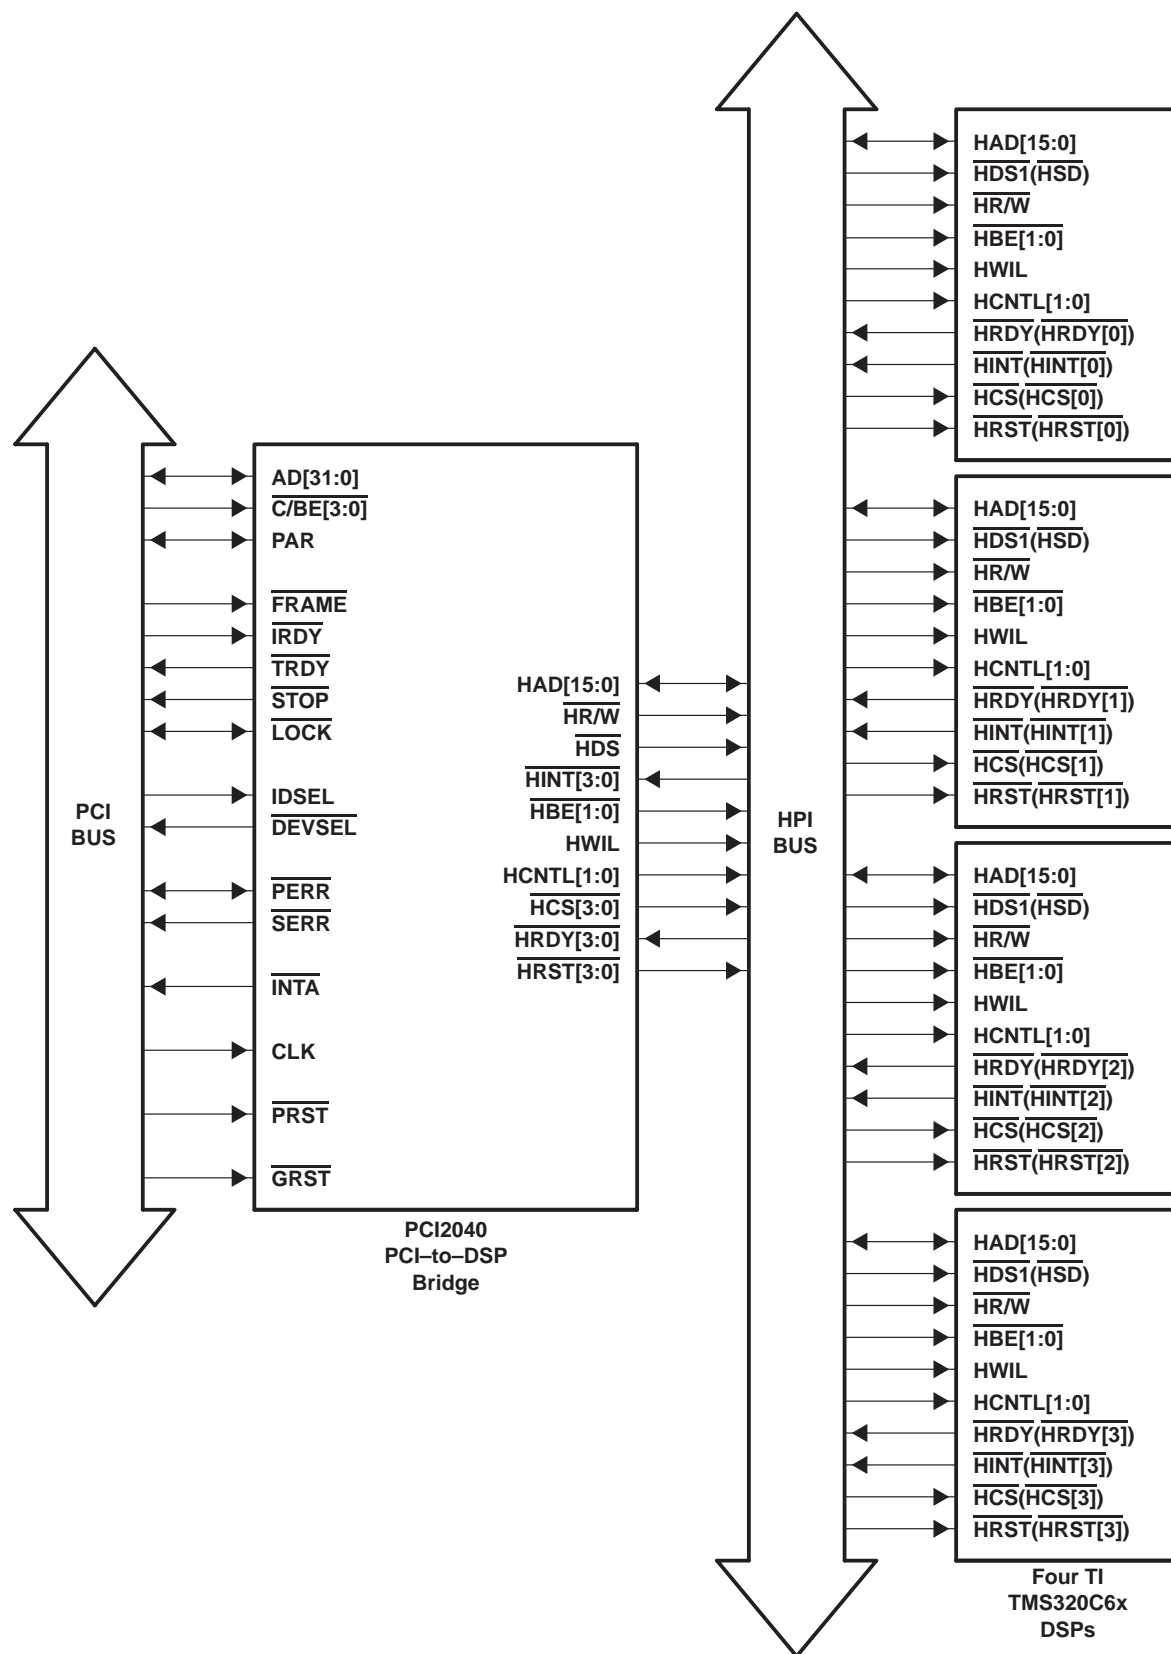 PCI
BUS
AD[31:0]
C/BE[3:0]
PAR
FRAME
IRDY
TRDY
STOP
LOCK
IDSEL
DEVSEL
PERR
SERR
INTA
CLK
PRST
GRST
HAD[15:0]
HR/W
HDS
HINT[3:0]
HBE[1:0]
HWIL
HCNTL[1:0]
HCS[3:0]
HRDY[3:0]
HRST[3:0]
PCI2040
PCI–to–DSP
Bridge
HPI
BUS
HAD[15:0]
HDS1(HSD)
HR/W
HBE[1:0]
HWIL
HCNTL[1:0]
HRDY(HRDY[0])
HINT(HINT[0])
HCS(HCS[0])
HRST(HRST[0])
HAD[15:0]
HDS1(HSD)
HR/W
HBE[1:0]
HWIL
HCNTL[1:0]
HRDY(HRDY[1])
HINT(HINT[1])
HCS(HCS[1])
HRST(HRST[1])
HAD[15:0]
HDS1(HSD)
HR/W
HBE[1:0]
HWIL
HCNTL[1:0]
HRDY(HRDY[2])
HINT(HINT[2])
HCS(HCS[2])
HRST(HRST[2])
HAD[15:0]
HDS1(HSD)
HR/W
HBE[1:0]
HWIL
HCNTL[1:0]
HRDY(HRDY[3])
HINT(HINT[3])
HCS(HCS[3])
HRST(HRST[3])
Four TI
TMS320C6x
DSPs